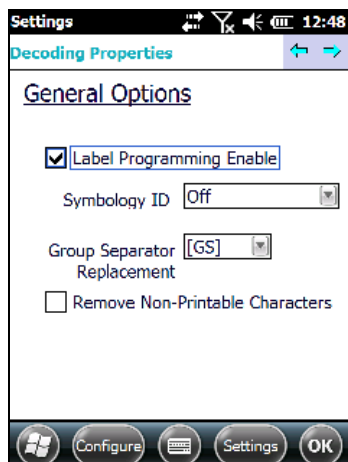 Settings 12:48
Decoding Properties
General Options
Label Programming Enable
Symbology ID Off
Group Separator [GS]
Replacement
Remove Non-Printable Characters
Configure Settings OK